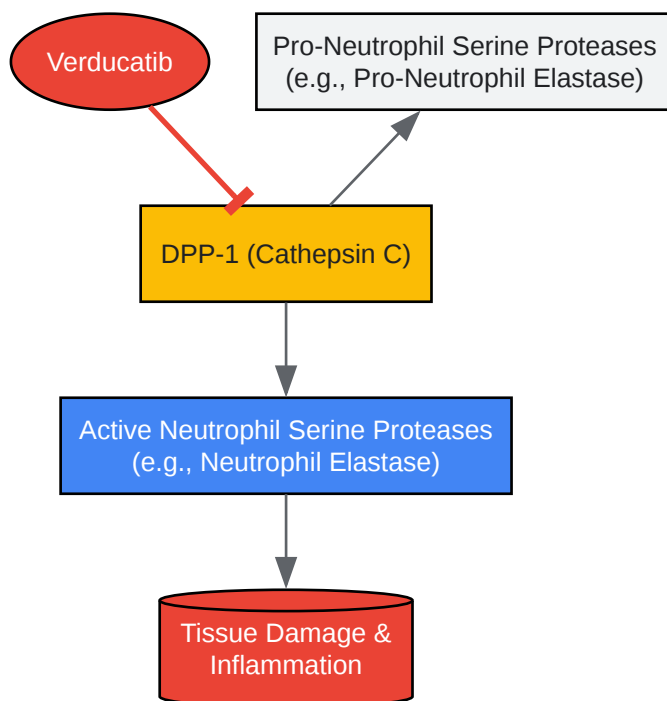 Verducatib
Pro-Neutrophil Serine Proteases
(e.g., Pro-Neutrophil Elastase)
DPP-1 (Cathepsin C)
Active Neutrophil Serine Proteases
(e.g., Neutrophil Elastase)
Tissue Damage &
Inflammation